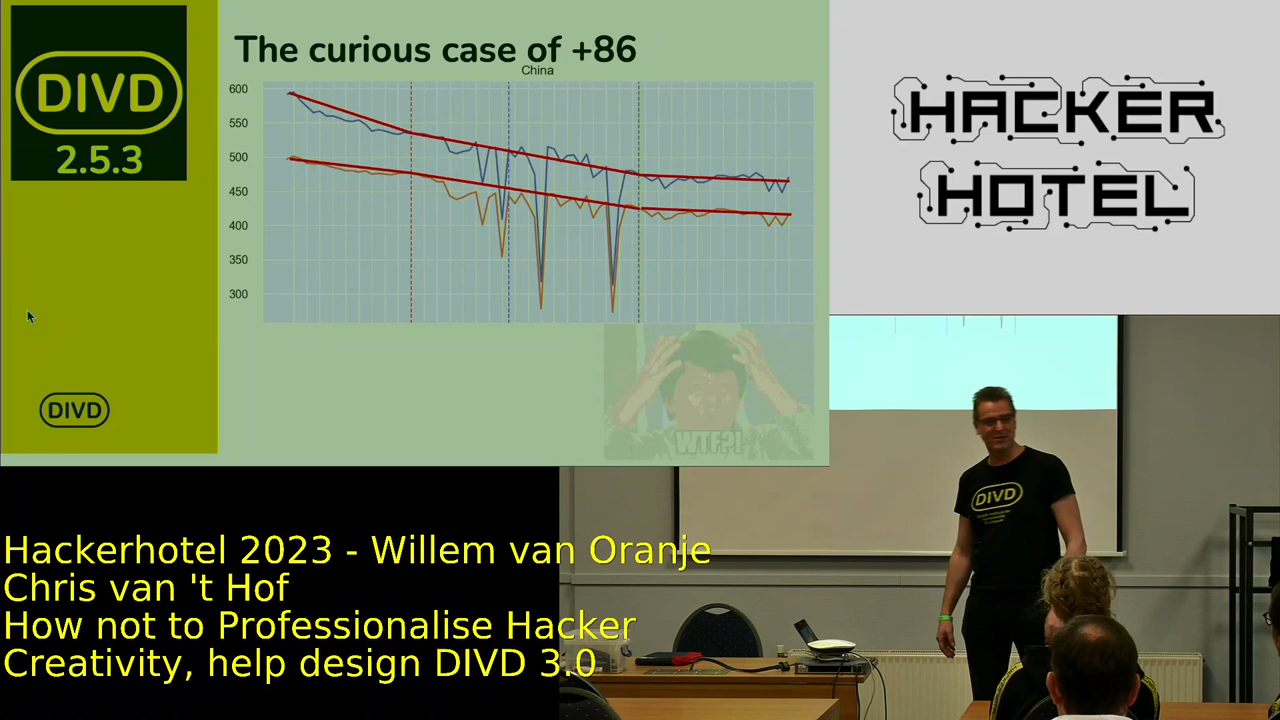 DIVD
2.5.3
DIVD
The curious case of +86
China
600
550
500
450
400
350
300
WTF?!
HACKER
HOTEL
DIVD
Hackerhotel 2023 - Willem van Oranje
Chris van 't Hof
How not to Professionalise Hacker
Creativity, help design DIVD 3.0